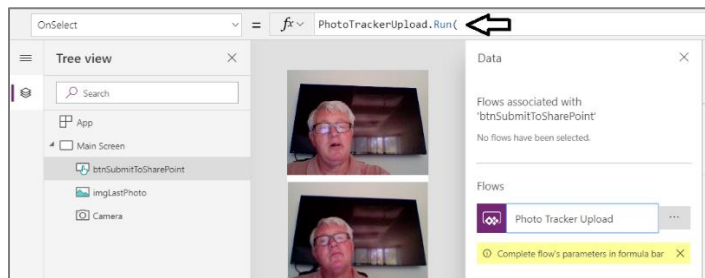 OnSelect = fx PhotoTrackerUpload.Run(
Tree view
Search
App
Main Screen
btnSubmitToSharePoint
imgLastPhoto
Camera
Data
Flows associated with
'btnSubmitToSharePoint'
No flows have been selected.
Flows
Photo Tracker Upload
Complete flow's parameters in formula bar